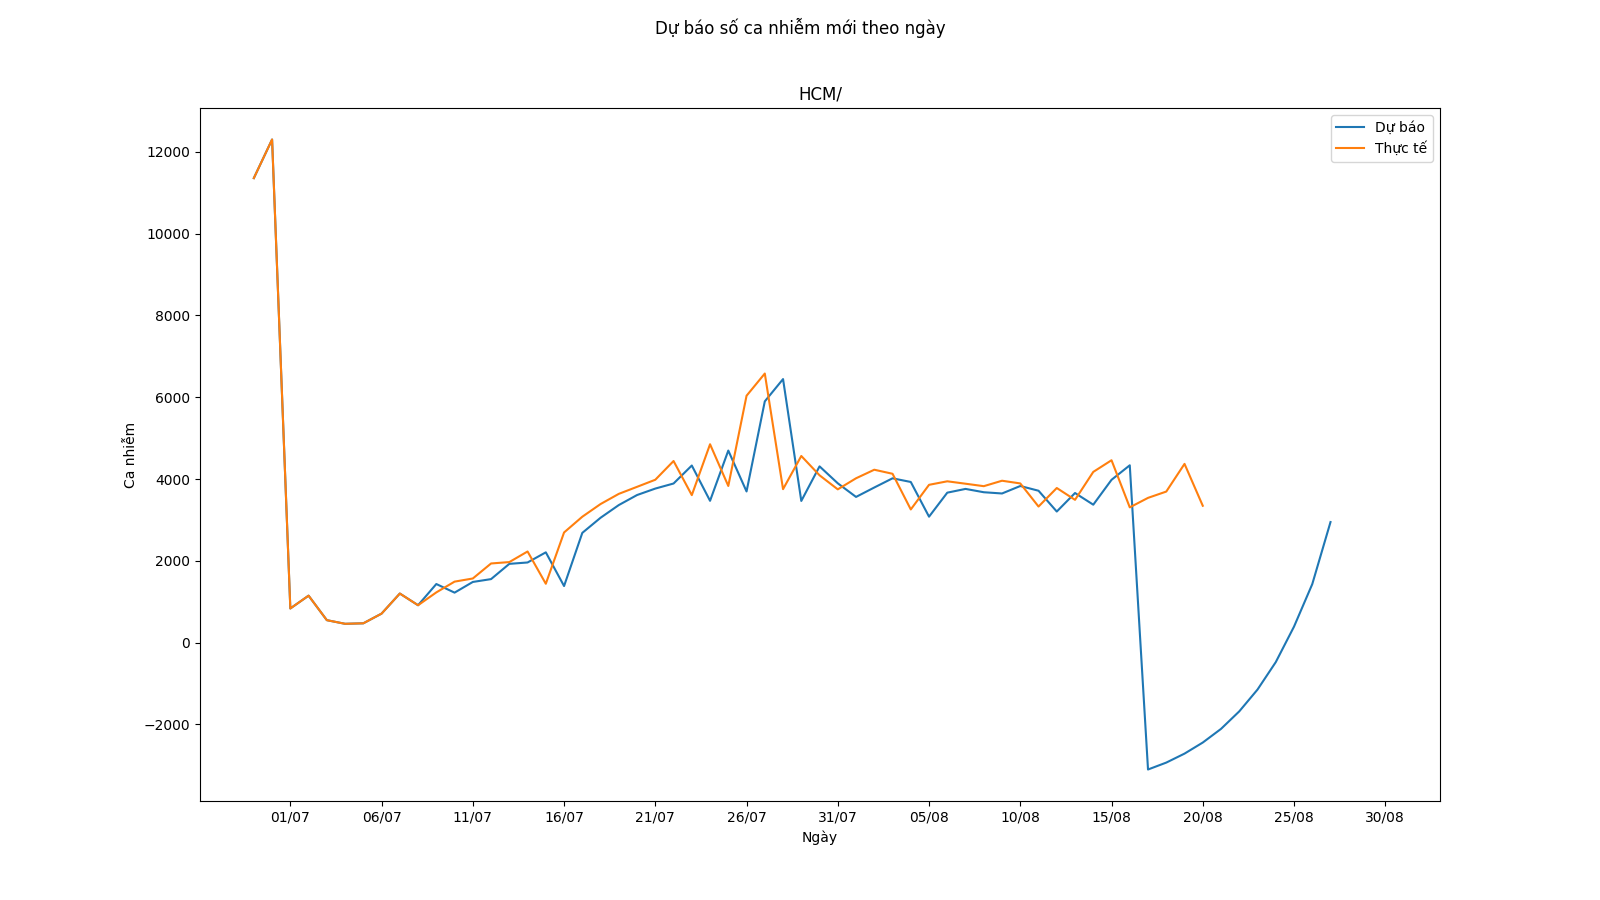 Dự báo số ca nhiễm mới theo ngày
HCM/
Dự báo
Thực tế
12000
10000
8000
6000
4000
2000
0
−2000
Ca nhiễm
01/07 06/07 11/07 16/07 21/07 26/07 31/07 05/08 10/08 15/08 20/08 25/08 30/08
Ngày